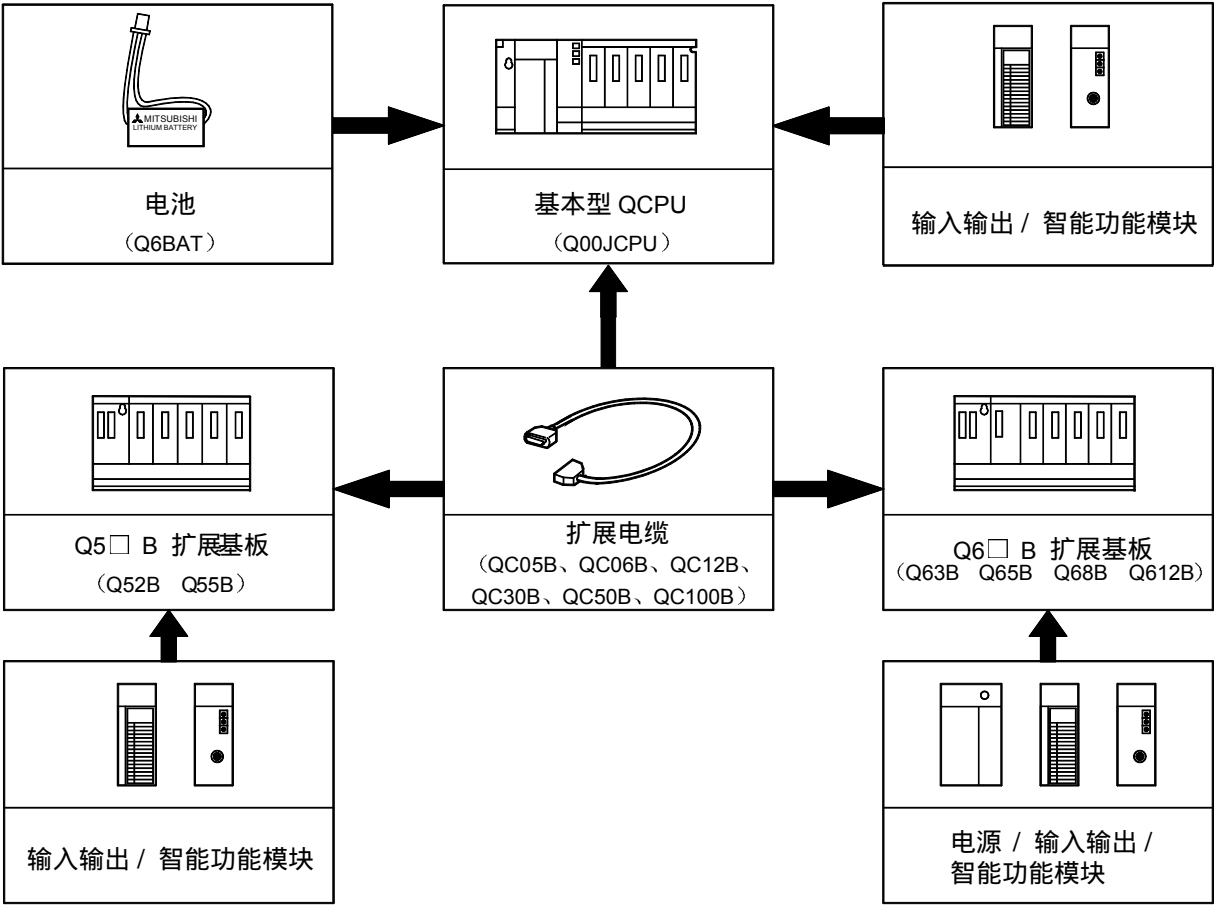 MITSUBISHI
LITHIUM BATTERY
电池
（Q6BAT）
基本型 QCPU
（Q00JCPU）
输入输出 / 智能功能模块
Q5□ B 扩展基板
（Q52B Q55B）
扩展电缆
（QC05B、QC06B、QC12B、
QC30B、QC50B、QC100B）
Q6□ B 扩展基板
（Q63B Q65B Q68B Q612B）
输入输出 / 智能功能模块
电源 / 输入输出 /
智能功能模块